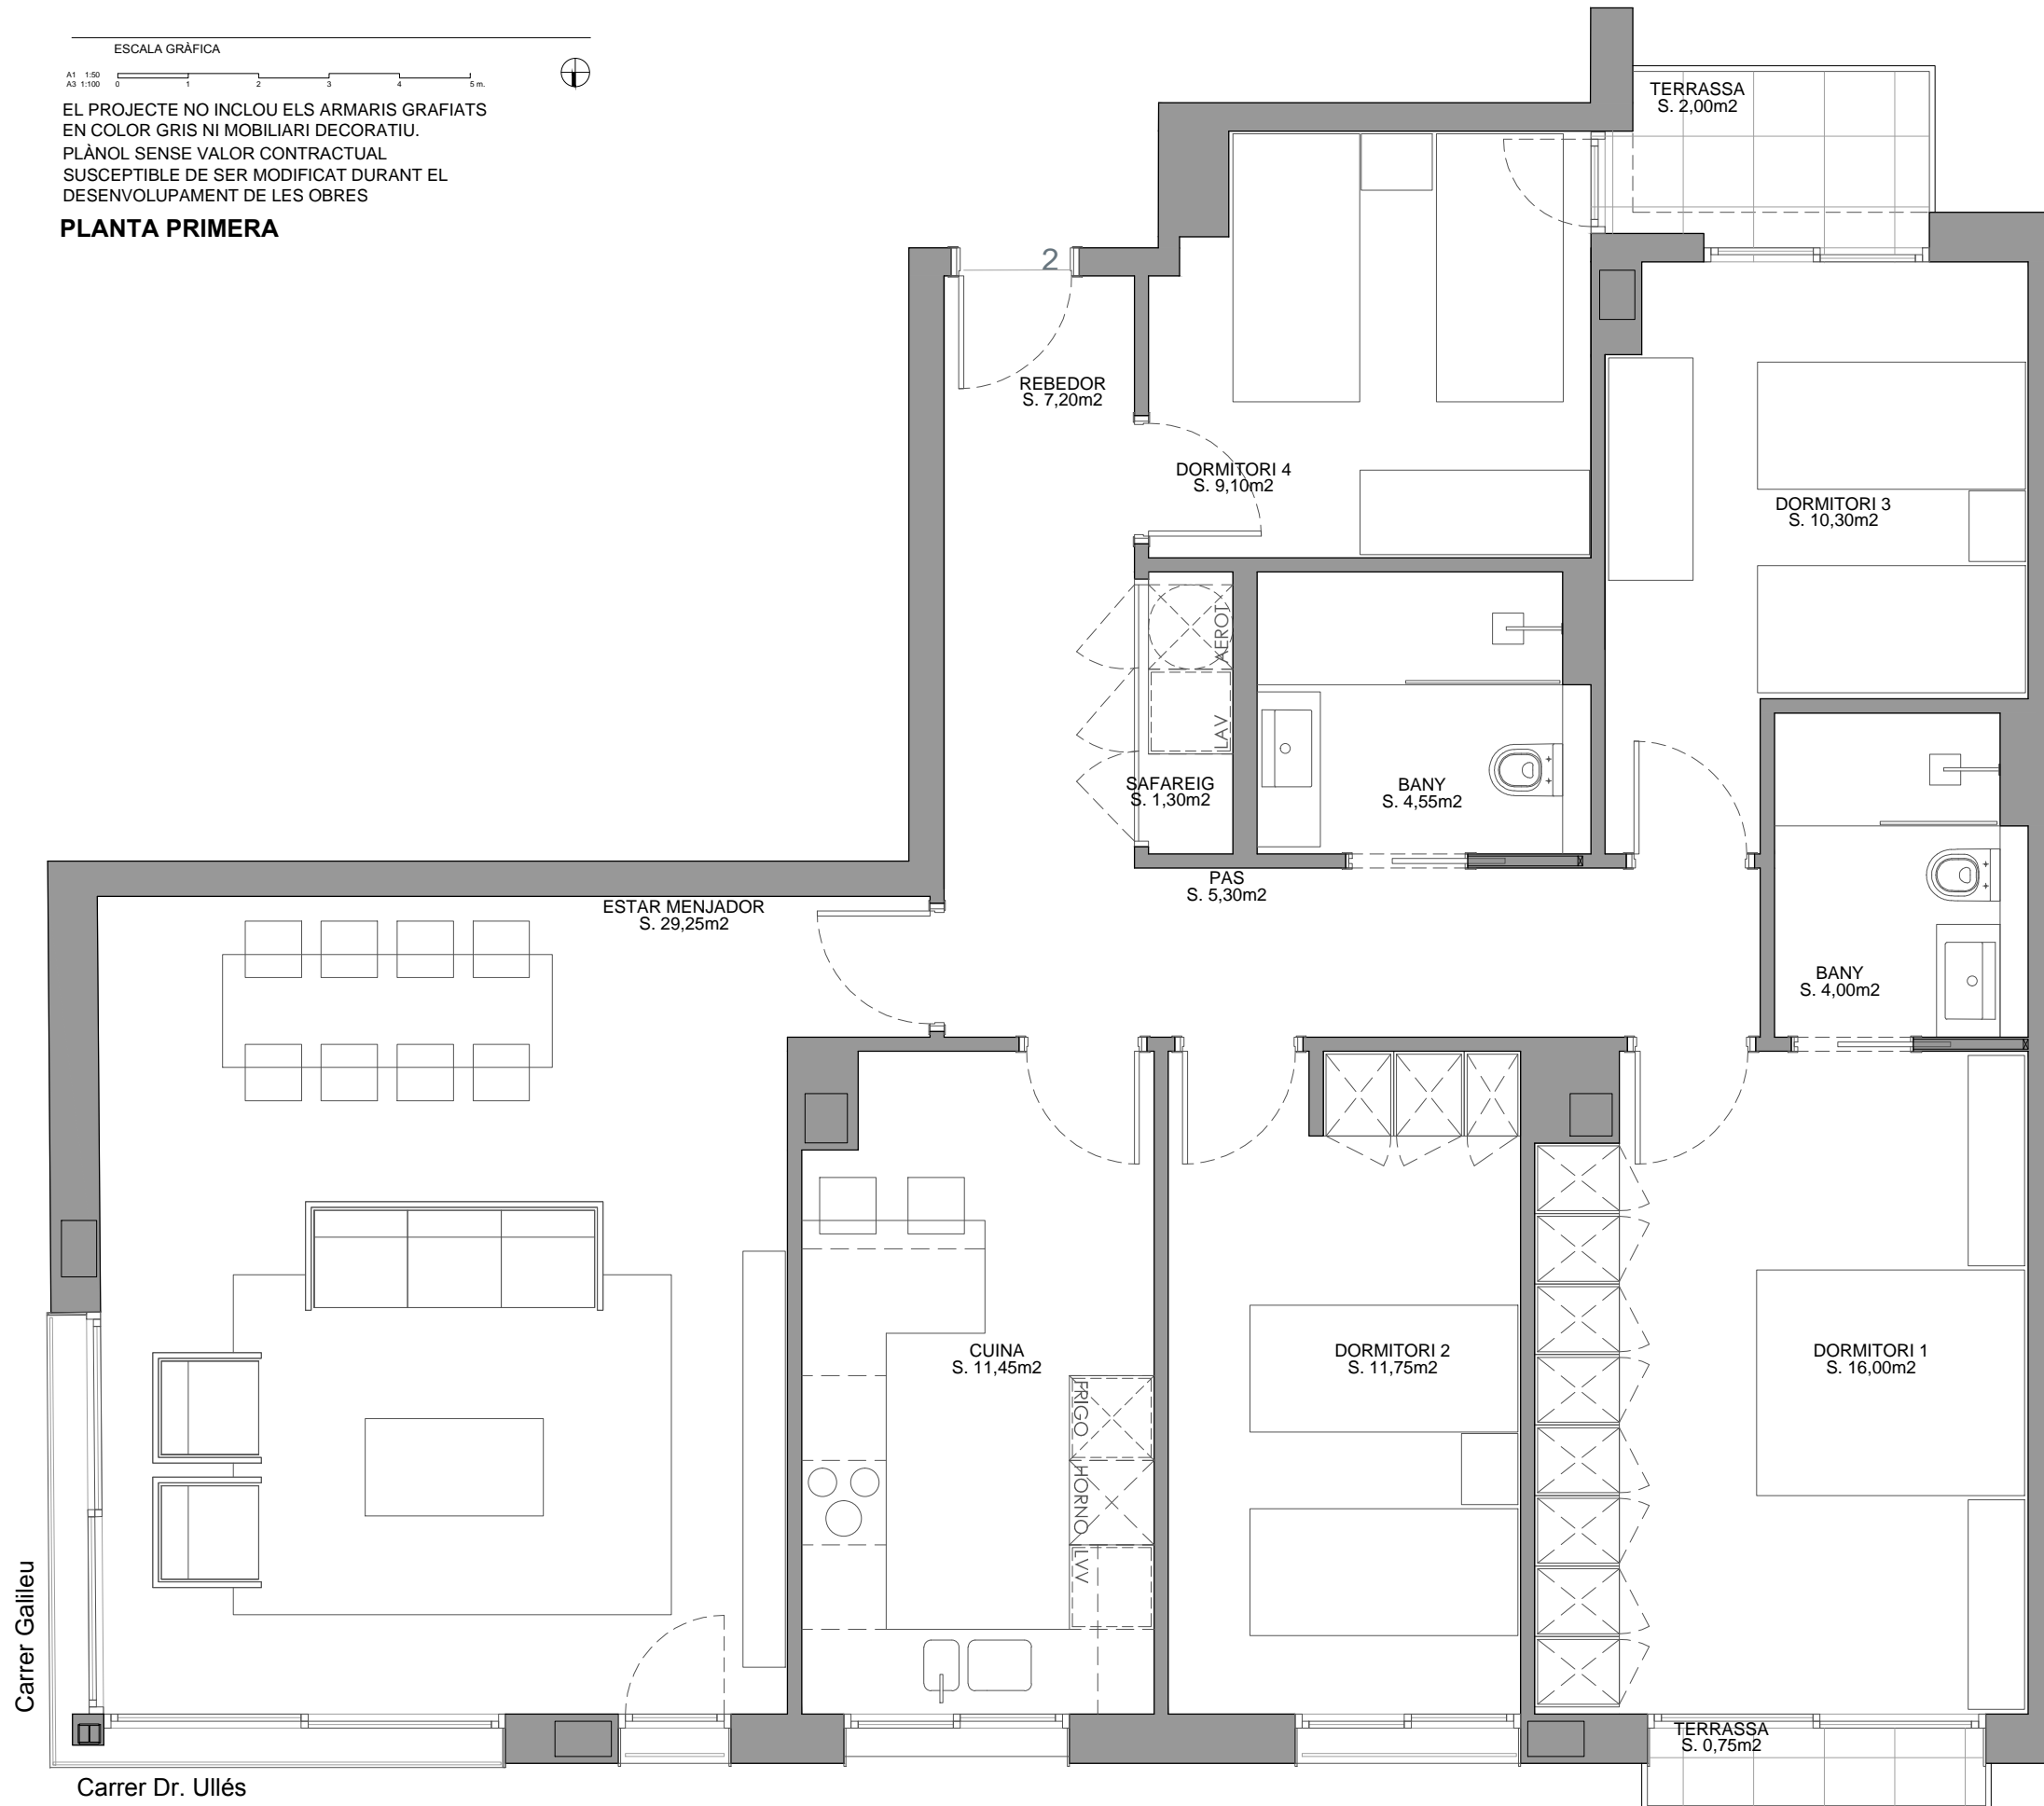 ESCALA GRÀFICA
A1 1:50
A3 1:100
0 1 2 3 4 5 m.
EL PROJECTE NO INCLOU ELS ARMARIS GRAFIATS
EN COLOR GRIS NI MOBILIARI DECORATIU.
PLÀNOL SENSE VALOR CONTRACTUAL
SUSCEPTIBLE DE SER MODIFICAT DURANT EL
DESENVOLUPAMENT DE LES OBRES
PLANTA PRIMERA
TERRASSA
S. 2,00m2
2
REBEDOR
S. 7,20m2
DORMITORI 4
S. 9,10m2
DORMITORI 3
S. 10,30m2
AEROT
LAV
SAFAREIG
S. 1,30m2
BANY
S. 4,55m2
PAS
S. 5,30m2
ESTAR MENJADOR
S. 29,25m2
BANY
S. 4,00m2
CUINA
S. 11,45m2
FRIGO
HORNO
LVV
DORMITORI 2
S. 11,75m2
DORMITORI 1
S. 16,00m2
TERRASSA
S. 0,75m2
Carrer Galileu
Carrer Dr. Ullés